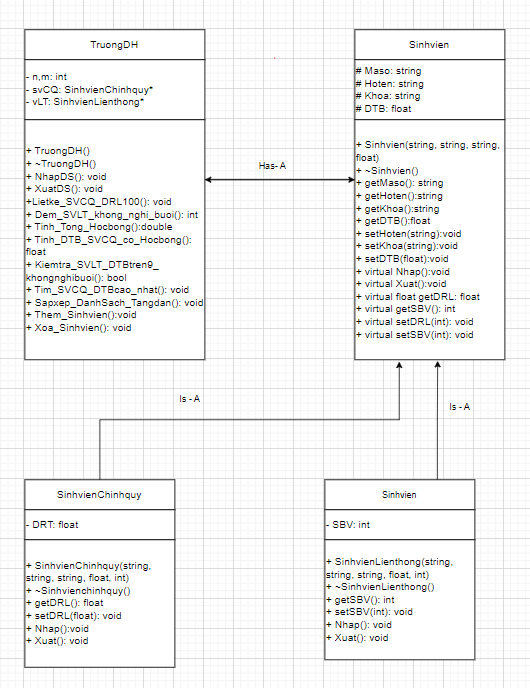 TruongDH
- n,m: int
- svCQ: SinhvienChinhquy*
- vLT: SinhvienLienthong*
+ TruongDH()
+ ~TruongDH()
+ NhapDS(): void
+ XuatDS(): void
+Lietke_SVCQ_DRL100(): void
+ Dem_SVLT_khong_nghi_buoi(): int
+ Tinh_Tong_Hocbong():double
+ Tinh_DTB_SVCQ_co_Hocbong():
float
+ Kiemtra_SVLT_DTBtren9_
khongnghibuoi(): bool
+ Tim_SVCQ_DTBcao_nhat(): void
+ Sapxep_DanhSach_Tangdan(): void
+ Them_Sinhvien():void
+ Xoa_Sinhvien(): void
Has- A
Sinhvien
# Maso: string
# Hoten: string
# Khoa: string
# DTB: float
+ Sinhvien(string, string, string,
float)
+ ~Sinhvien()
+ getMaso(): string
+ getHoten():string
+ getKhoa():string
+ getDTB():float
+ setHoten(string):void
+ setKhoa(string):void
+ setDTB(float):void
+ virtual Nhap():void
+ virtual Xuat():void
+ virtual float getDRL: float
+ virtual getSBV(): int
+ virtual setDRL(int): void
+ virtual setSBV(int): void
Is - A
Is - A
SinhvienChinhquy
- DRT: float
+ SinhvienChinhquy(string,
string, string, float, int)
+ ~Sinhvienchinhquy()
+ getDRL(): float
+ setDRL(float): void
+ Nhap():void
+ Xuat(): void
Sinhvien
- SBV: int
+ SinhvienLienthong(string,
string, string, float, int)
+ ~SinhvienLienthong()
+ getSBV(): int
+ setSBV(int): void
+ Nhap(): void
+ Xuat(): void